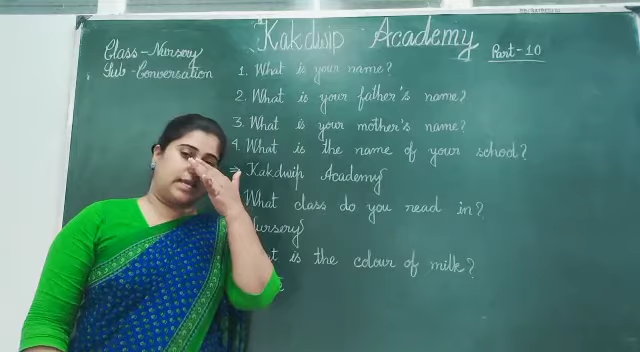 Kakdwip Academy
Part-10
Class-Nursery
Sub-Conversation
1. What is your name?
2. What is your father's name?
3. What is your mother's name?
4. What is the name of your school?
⇒ Kakdwip Academy
What class do you read in?
Nursery
is the colour of milk?